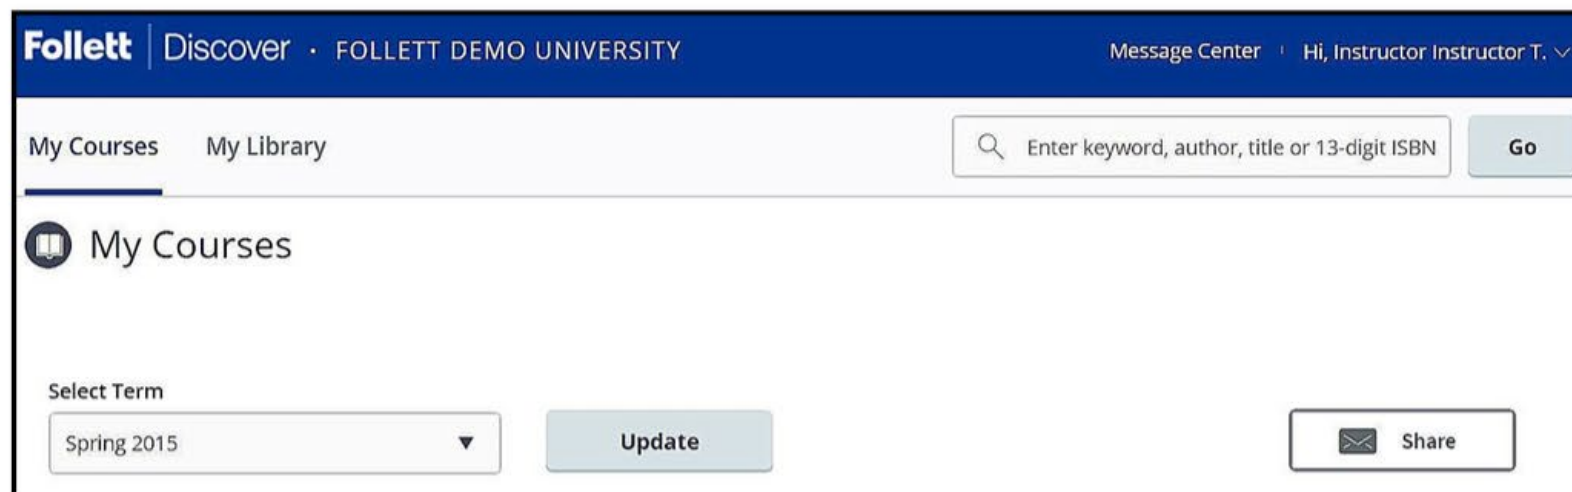 Follett | Discover · FOLLETT DEMO UNIVERSITY
Message Center | Hi, Instructor Instructor T.
My Courses My Library
Enter keyword, author, title or 13-digit ISBN Go
My Courses
Select Term
Spring 2015 Update Share